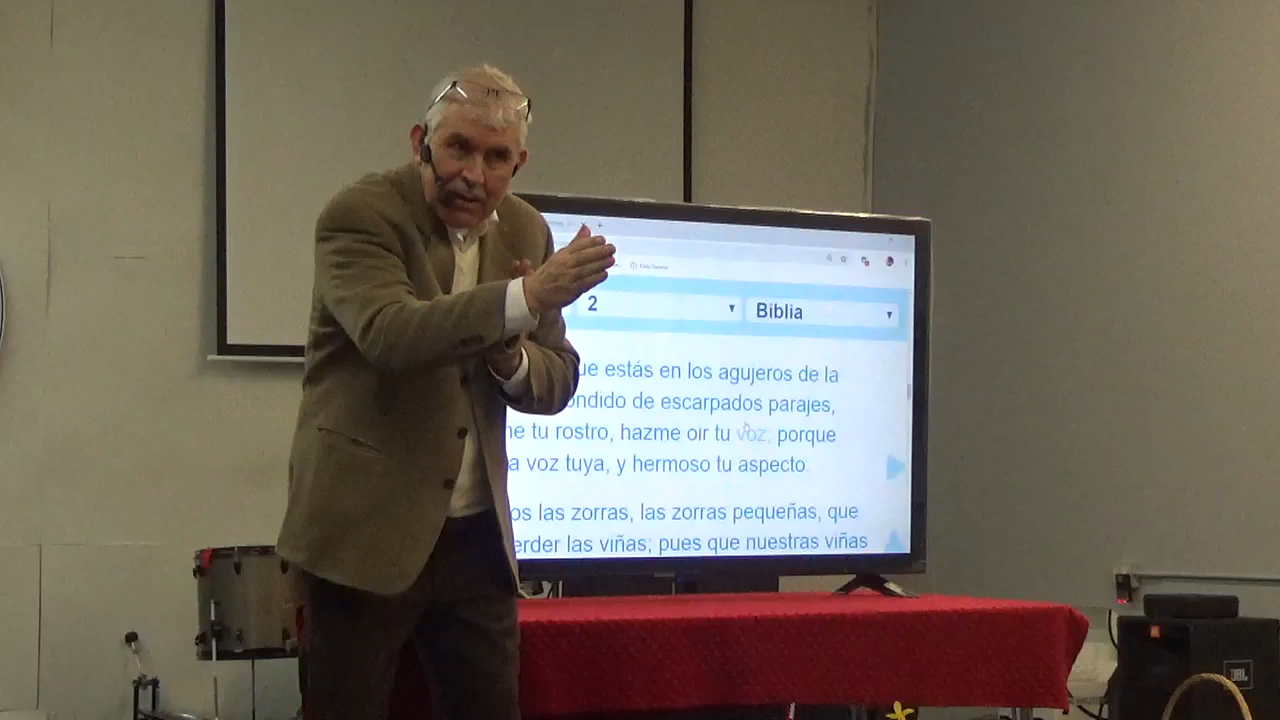 2
Biblia
ue estás en los agujeros de la
ondido de escarpados parajes,
ne tu rostro, hazme oir tu voz; porque
a voz tuya, y hermoso tu aspecto
os las zorras, las zorras pequeñas, que
erder las viñas; pues que nuestras viñas
JBL